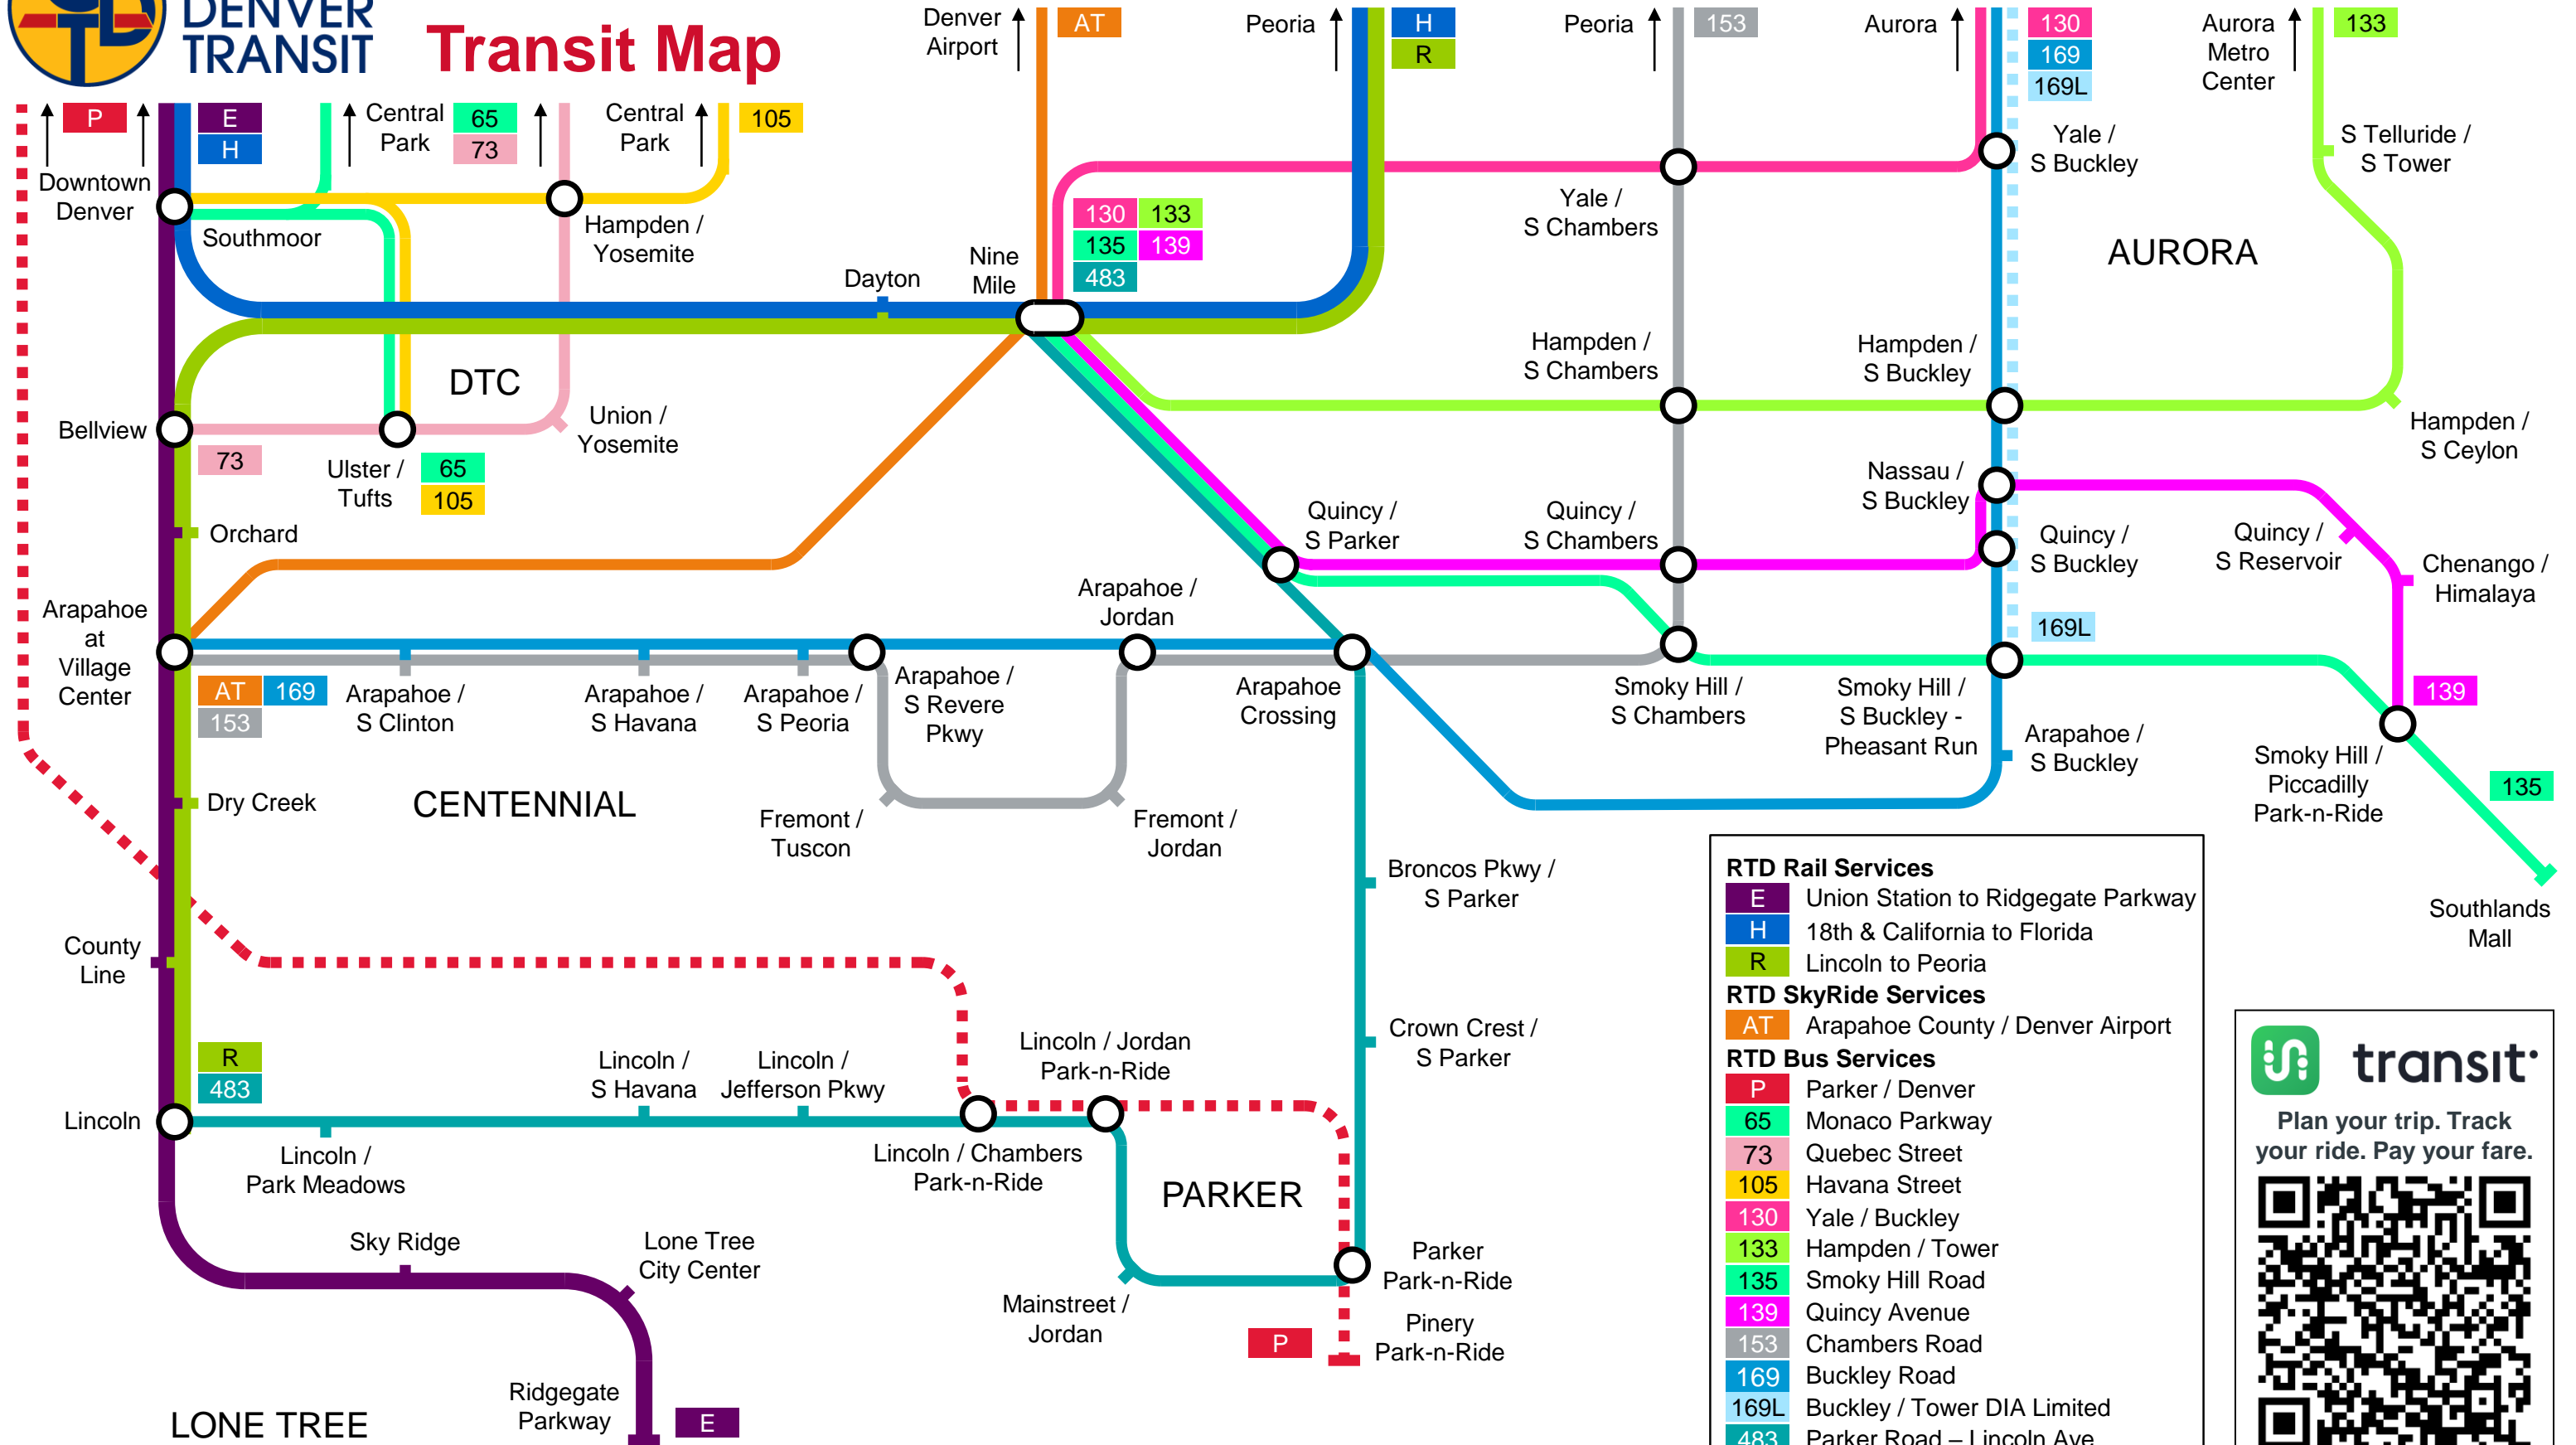 DENVER
TRANSIT
Transit Map
Denver
Airport
AT
Peoria
H
R
Peoria
153
Aurora
130
169
169L
Aurora
Metro
Center
133
P
E
H
Central
Park
65
73
Central
Park
105
Downtown
Denver
Southmoor
Hampden /
Yosemite
Dayton
Nine
Mile
130
133
135
139
483
Yale /
S Chambers
Yale /
S Buckley
S Telluride /
S Tower
AURORA
DTC
Hampden /
S Chambers
Hampden /
S Buckley
Hampden /
S Ceylon
Bellview
73
Ulster /
Tufts
65
105
Union /
Yosemite
Orchard
Quincy /
S Parker
Quincy /
S Chambers
Nassau /
S Buckley
Quincy /
S Buckley
Quincy /
S Reservoir
Chenango /
Himalaya
Arapahoe
at
Village
Center
AT
169
153
Arapahoe /
S Clinton
Arapahoe /
S Havana
Arapahoe /
S Peoria
Arapahoe /
S Revere
Pkwy
Arapahoe /
Jordan
Arapahoe
Crossing
Smoky Hill /
S Chambers
169L
Smoky Hill /
S Buckley -
Pheasant Run
Arapahoe /
S Buckley
139
Smoky Hill /
Piccadilly
Park-n-Ride
135
Southlands
Mall
Dry Creek
CENTENNIAL
Fremont /
Tuscon
Fremont /
Jordan
Broncos Pkwy /
S Parker
County
Line
Crown Crest /
S Parker
R
483
Lincoln
Lincoln /
Park Meadows
Lincoln /
S Havana
Lincoln /
Jefferson Pkwy
Lincoln / Jordan
Park-n-Ride
Lincoln / Chambers
Park-n-Ride
PARKER
Parker
Park-n-Ride
Mainstreet /
Jordan
P
Pinery
Park-n-Ride
Sky Ridge
Lone Tree
City Center
Ridgegate
Parkway
E
LONE TREE
RTD Rail Services
E Union Station to Ridgegate Parkway
H 18th & California to Florida
R Lincoln to Peoria
RTD SkyRide Services
AT Arapahoe County / Denver Airport
RTD Bus Services
P Parker / Denver
65 Monaco Parkway
73 Quebec Street
105 Havana Street
130 Yale / Buckley
133 Hampden / Tower
135 Smoky Hill Road
139 Quincy Avenue
153 Chambers Road
169 Buckley Road
169L Buckley / Tower DIA Limited
483 Parker Road – Lincoln Ave
transit
Plan your trip. Track
your ride. Pay your fare.